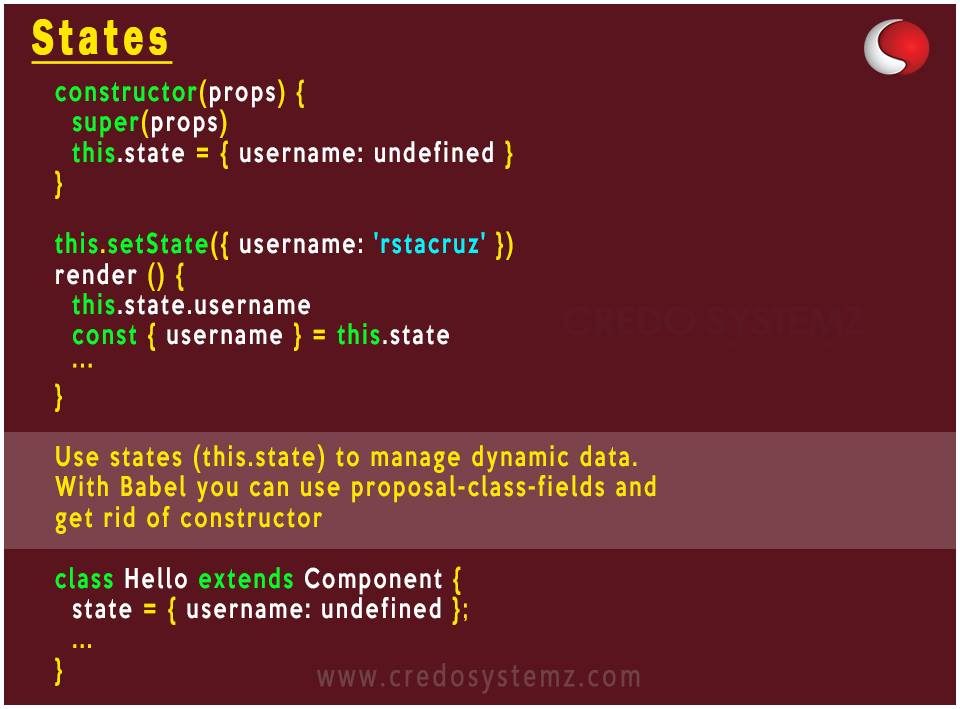 States
constructor(props) {
super(props)
this.state = { username: undefined }
}
this.setState({ username: 'rstacruz' })
render () {
this.state.username
const { username } = this.state
...
}
CREDO SYSTEMZ
Use states (this.state) to manage dynamic data.
With Babel you can use proposal-class-fields and
get rid of constructor
class Hello extends Component {
state = { username: undefined };
...
}
www.credosystemz.com